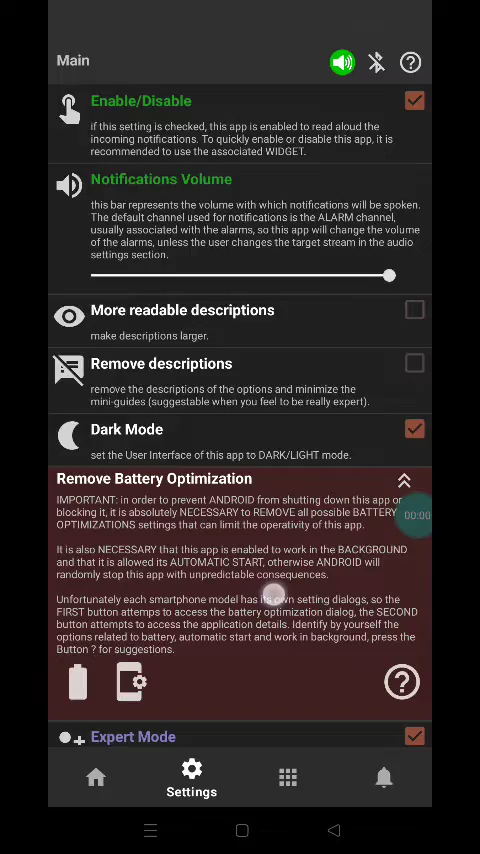 Main
Enable/Disable
if this setting is checked, this app is enabled to read aloud the
incoming notifications. To quickly enable or disable this app, it is
recommended to use the associated WIDGET.
Notifications Volume
this bar represents the volume with which notifications will be spoken.
The default channel used for notifications is the ALARM channel,
usually associated with the alarms, so this app will change the volume
of the alarms, unless the user changes the target stream in the audio
settings section.
More readable descriptions
make descriptions larger.
Remove descriptions
remove the descriptions of the options and minimize the
mini-guides (suggestable when you feel to be really expert).
Dark Mode
set the User Interface of this app to DARK/LIGHT mode.
Remove Battery Optimization
IMPORTANT: in order to prevent ANDROID from shutting down this app or
blocking it, it is absolutely NECESSARY to REMOVE all possible BATTERY
OPTIMIZATIONS settings that can limit the operativity of this app.
00:00
It is also NECESSARY that this app is enabled to work in the BACKGROUND
and that it is allowed its AUTOMATIC START, otherwise ANDROID will
randomly stop this app with unpredictable consequences.
Unfortunately each smartphone model has its own setting dialogs, so the
FIRST button attemps to access the battery optimization dialog, the SECOND
button attempts to access the application details. Identify by yourself the
options related to battery, automatic start and work in background, press the
Button ? for suggestions.
Expert Mode
Settings